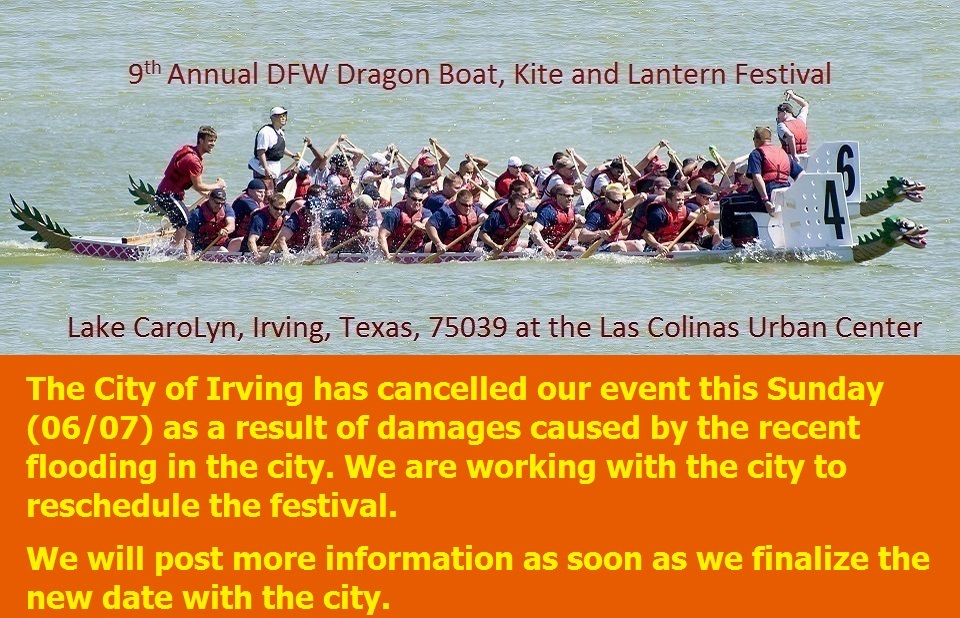 9th Annual DFW Dragon Boat, Kite and Lantern Festival
6
4
Lake CaroLyn, Irving, Texas, 75039 at the Las Colinas Urban Center
The City of Irving has cancelled our event this Sunday
(06/07) as a result of damages caused by the recent
flooding in the city. We are working with the city to
reschedule the festival.
We will post more information as soon as we finalize the
new date with the city.